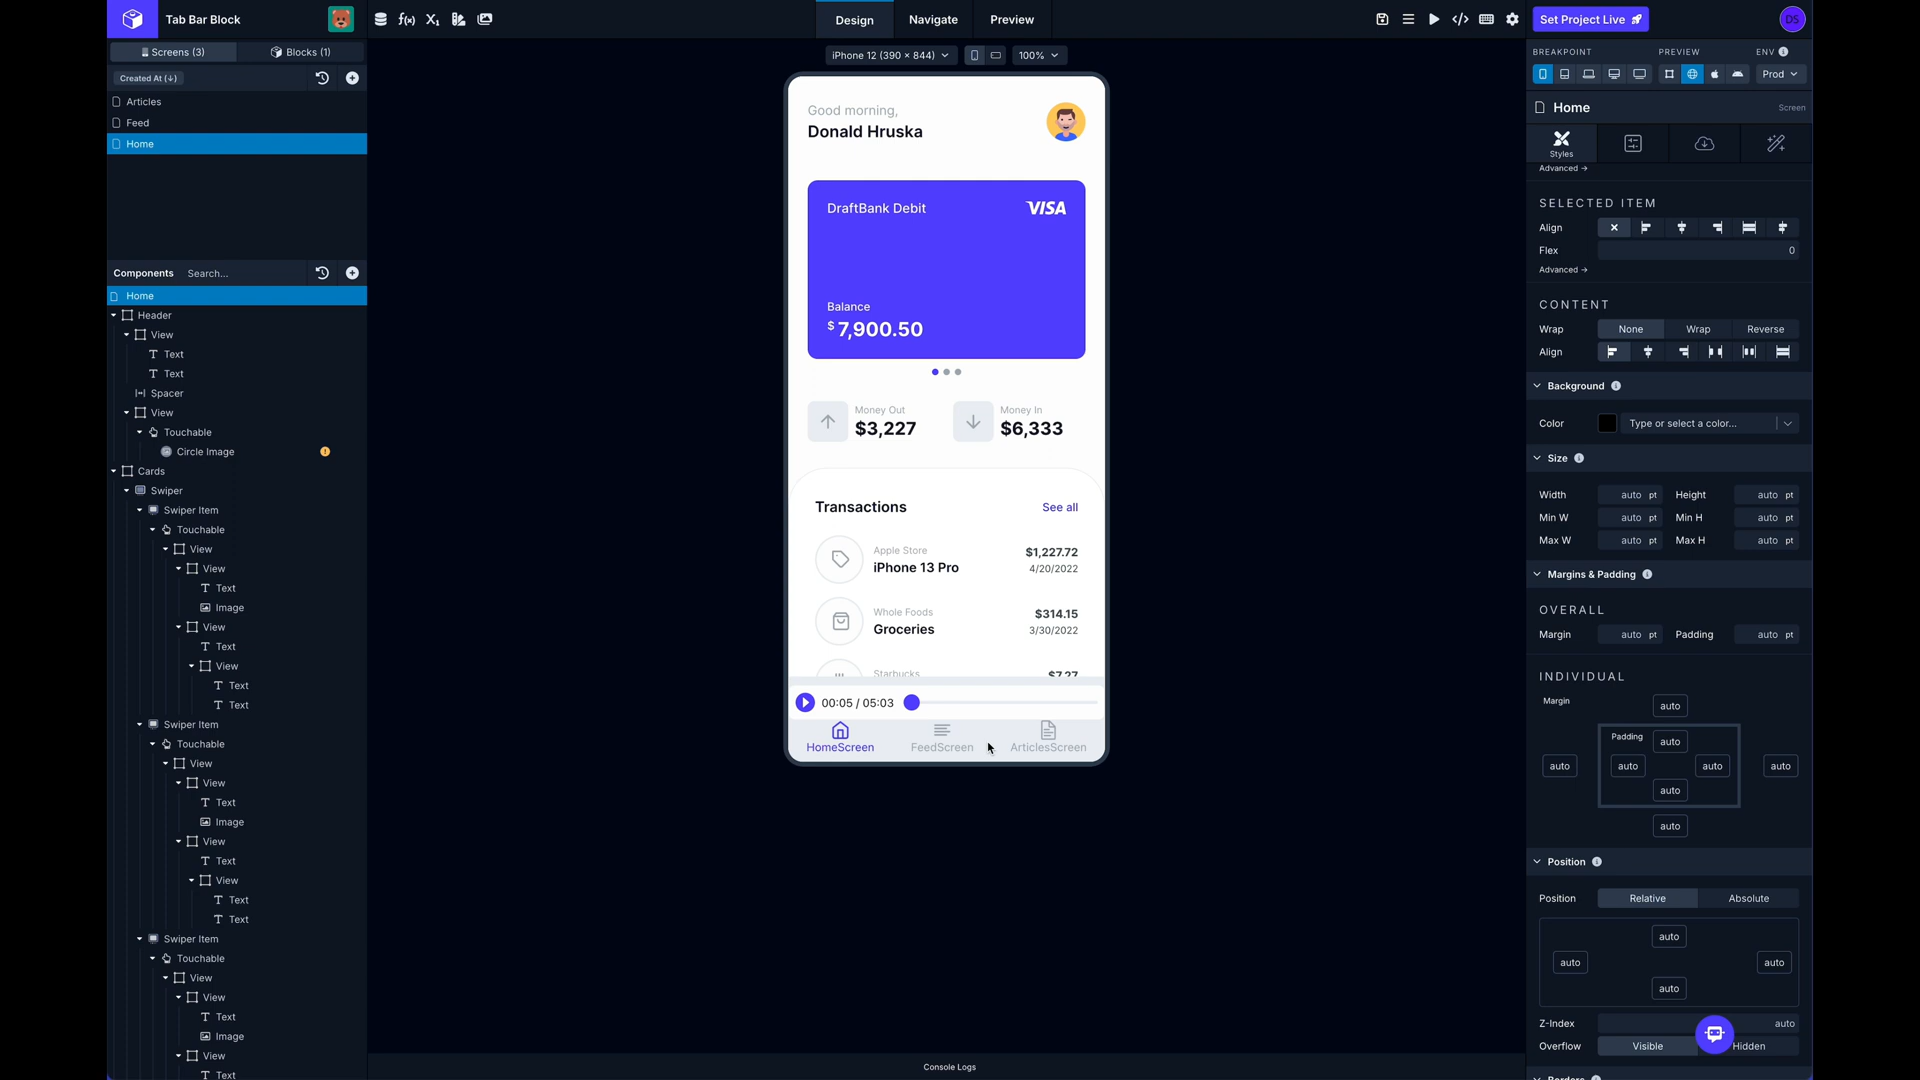 Tab Bar Block
f(x)
X₁
Design
Navigate
Preview
Set Project Live
DS
Screens (3)
Blocks (1)
Created At (↓)
Articles
Feed
Home
Components
Search...
Home
Header
View
Text
Text
Spacer
View
Touchable
Circle Image
Cards
Swiper
Swiper Item
Touchable
View
View
Text
Image
View
Text
View
Text
Text
Swiper Item
Touchable
View
View
Text
Image
View
Text
View
Text
Text
Swiper Item
Touchable
View
View
Text
Image
View
Text
iPhone 12 (390 × 844)
100%
Good morning,
Donald Hruska
DraftBank Debit
VISA
Balance
$ 7,900.50
Money Out
$3,227
Money In
$6,333
Transactions
See all
Apple Store
iPhone 13 Pro
$1,227.72
4/20/2022
Whole Foods
Groceries
$314.15
3/30/2022
Starbucks
$7.27
00:05 / 05:03
HomeScreen
FeedScreen
ArticlesScreen
Console Logs
BREAKPOINT
PREVIEW
ENV
Prod
Home
Screen
Styles
Advanced →
SELECTED ITEM
Align
Flex
0
Advanced →
CONTENT
Wrap
None
Wrap
Reverse
Align
Background
Color
Type or select a color...
Size
Width
auto pt
Height
auto pt
Min W
auto pt
Min H
auto pt
Max W
auto pt
Max H
auto pt
Margins & Padding
OVERALL
Margin
auto pt
Padding
auto pt
INDIVIDUAL
Margin
auto
Padding
auto
auto
auto
auto
auto
auto
auto
Position
Position
Relative
Absolute
auto
auto
auto
auto
Z-Index
auto
Overflow
Visible
Hidden
Borders